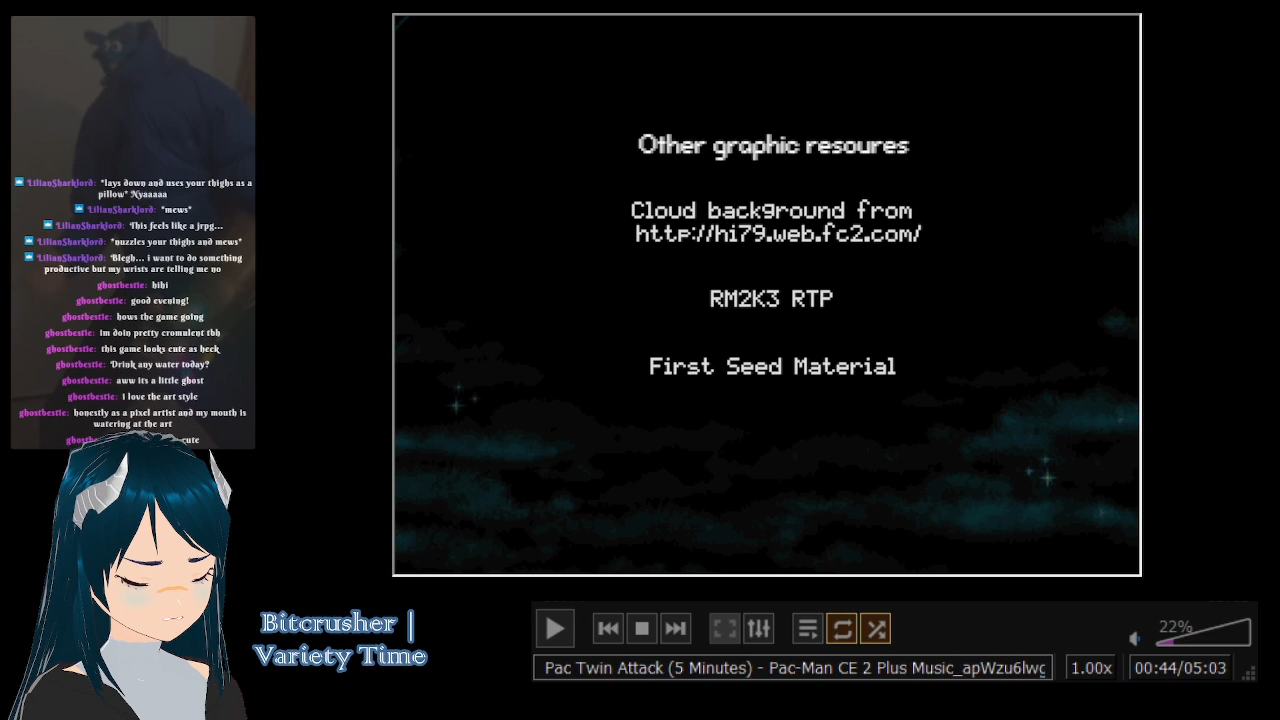 LilianSharklord: *lays down and uses your thighs as a
pillow* Nyaaaaa
LilianSharklord: *mews*
LilianSharklord: This feels like a jrpg...
LilianSharklord: *nuzzles your thighs and mews*
LilianSharklord: Blegh... i want to do something
productive but my wrists are telling me no
ghostbestie: hihi
ghostbestie: good evening!
ghostbestie: hows the game going
ghostbestie: im doin pretty cromulent tbh
ghostbestie: this game looks cute as heck
ghostbestie: Drink any water today?
ghostbestie: aww its a little ghost
ghostbestie: i love the art style
ghostbestie: honestly as a pixel artist and my mouth is
watering at the art
cute
Other graphic resoures
Cloud background from
http://hi79.web.fc2.com/
RM2K3 RTP
First Seed Material
Bitcrusher |
Variety Time
22%
Pac Twin Attack (5 Minutes) - Pac-Man CE 2 Plus Music_apWzu6lwg
1.00x
00:44/05:03